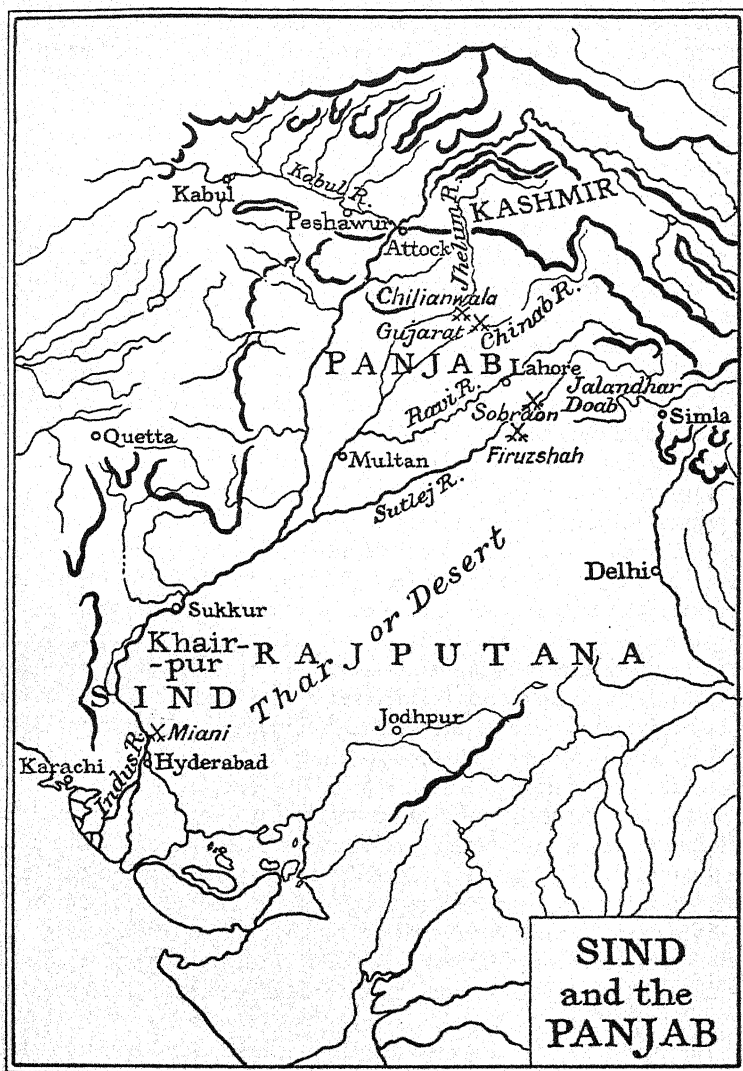 Kabul
Kabul R.
Peshawur
Attock
Jhelum R.
KASHMIR
Chilianwala
Gujarat
Chinab R.
PANJAB
Lahore
Ravi R.
Jalandhar
Doab
Sobraon
Simla
Quetta
Multan
Firuzshah
Sutlej R.
Delhi
Sukkur
Thar or Desert
Khair-
-pur
RAJPUTANA
SIND
Miani
Jodhpur
Karachi
Indus R.
Hyderabad
SIND
and the
PANJAB